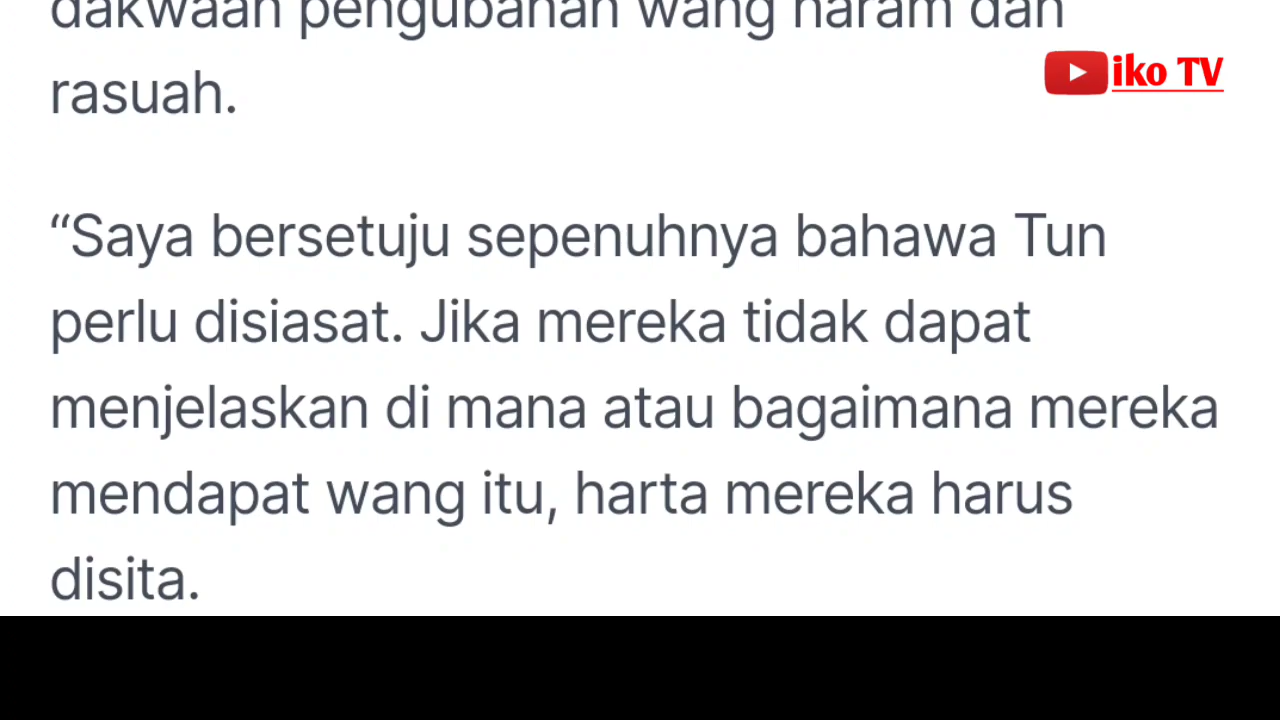 dakwaan pengubahan wang haram dan
rasuah.
iko TV
“Saya bersetuju sepenuhnya bahawa Tun
perlu disiasat. Jika mereka tidak dapat
menjelaskan di mana atau bagaimana mereka
mendapat wang itu, harta mereka harus
disita.